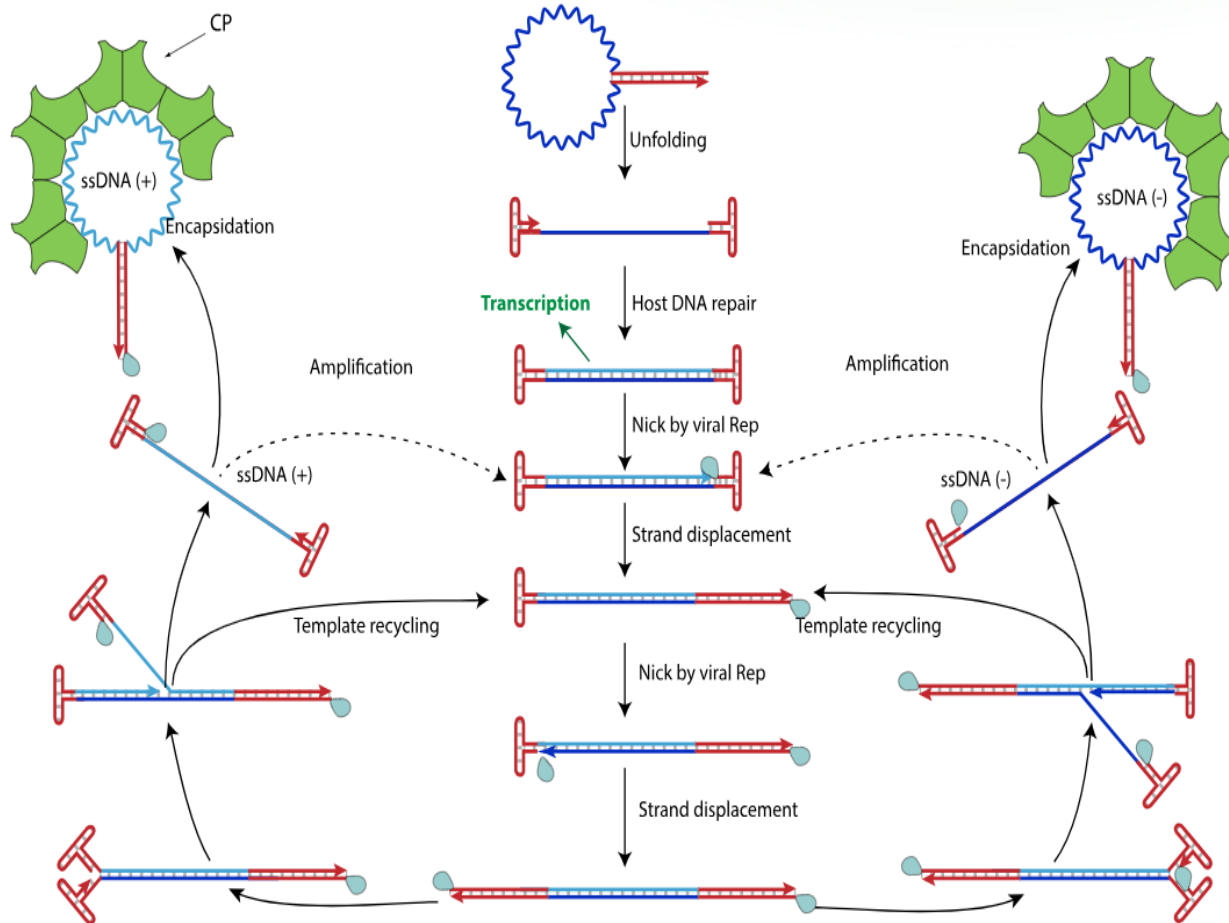 CP
Unfolding
ssDNA (+)
ssDNA (-)
Encapsidation
Encapsidation
Transcription
Host DNA repair
Amplification
Amplification
Nick by viral Rep
ssDNA (+)
ssDNA (-)
Strand displacement
Template recycling
Template recycling
Nick by viral Rep
Strand displacement